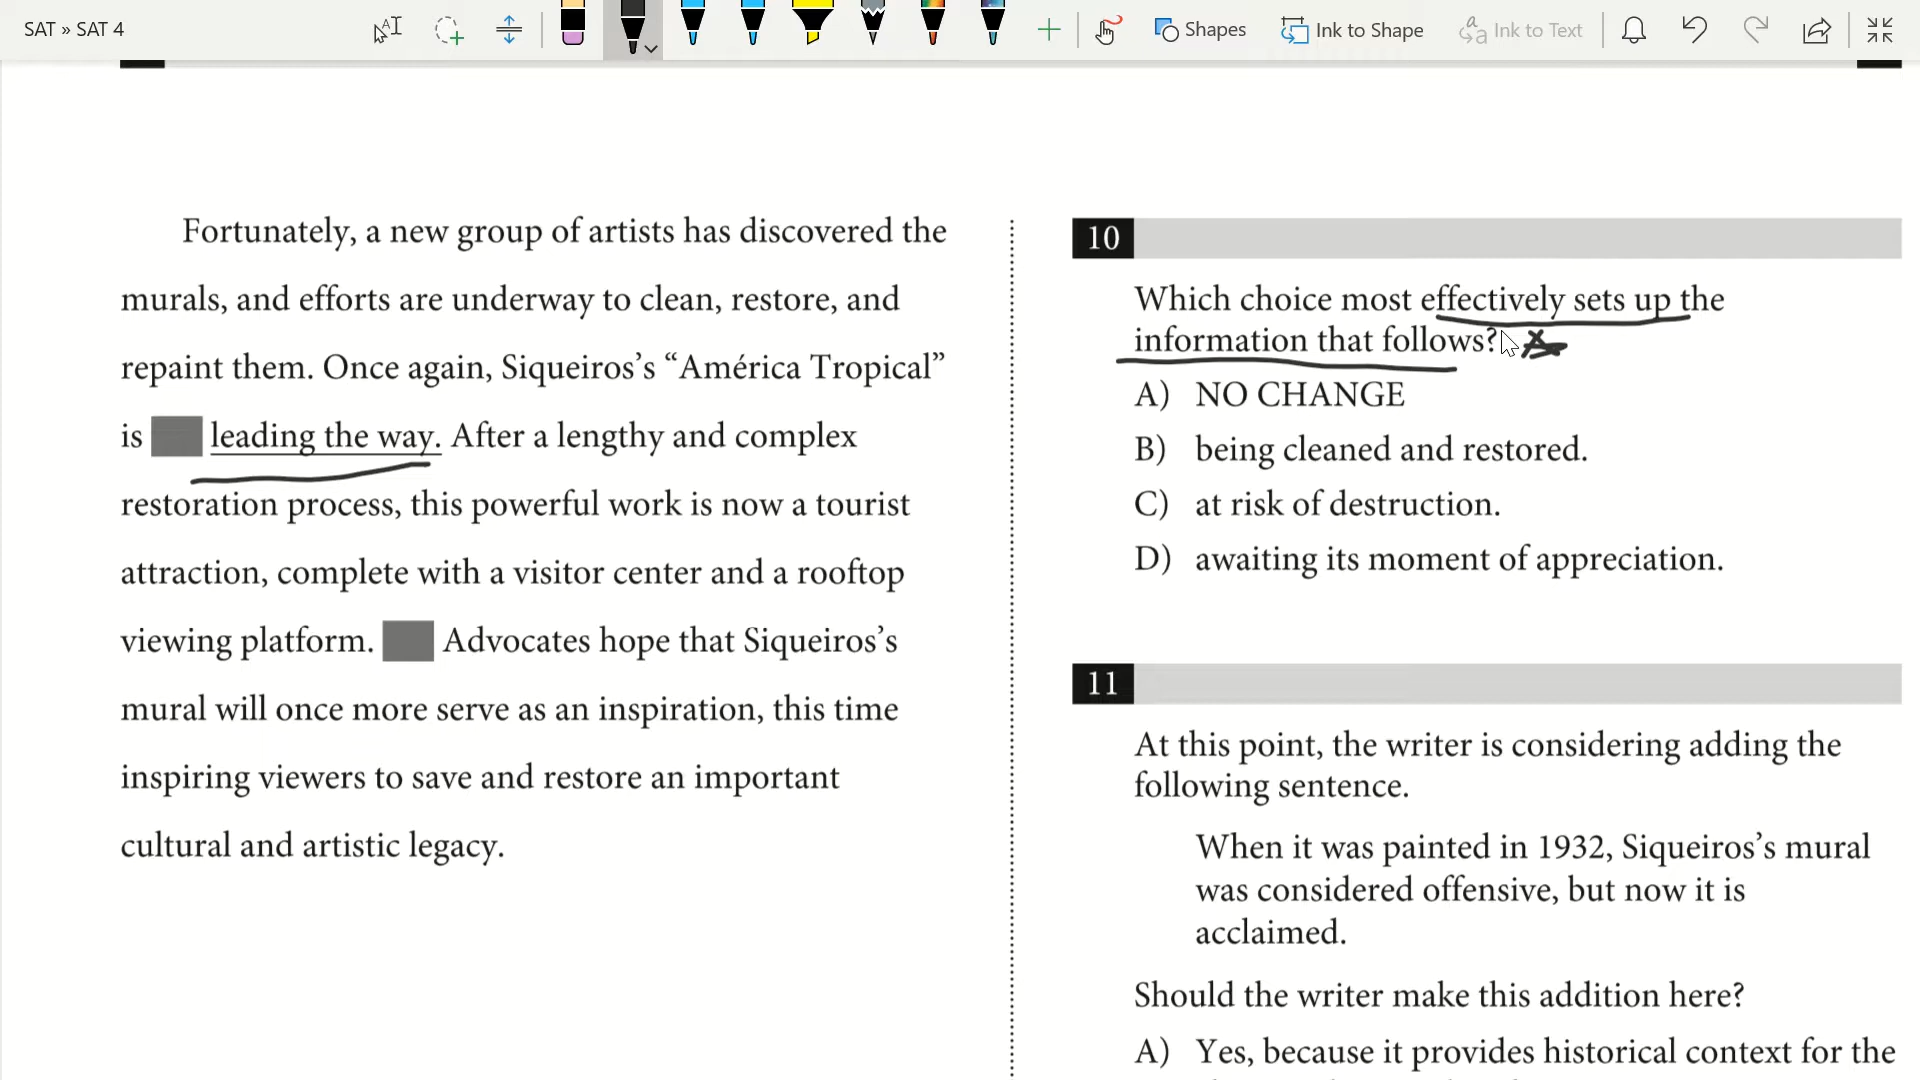 SAT » SAT 4
Shapes
Ink to Shape
Ink to Text
Fortunately, a new group of artists has discovered the
murals, and efforts are underway to clean, restore, and
repaint them. Once again, Siqueiros’s “América Tropical”
is leading the way. After a lengthy and complex
restoration process, this powerful work is now a tourist
attraction, complete with a visitor center and a rooftop
viewing platform. Advocates hope that Siqueiros’s
mural will once more serve as an inspiration, this time
inspiring viewers to save and restore an important
cultural and artistic legacy.
10
Which choice most effectively sets up the
information that follows?
A) NO CHANGE
B) being cleaned and restored.
C) at risk of destruction.
D) awaiting its moment of appreciation.
11
At this point, the writer is considering adding the
following sentence.
When it was painted in 1932, Siqueiros’s mural
was considered offensive, but now it is
acclaimed.
Should the writer make this addition here?
A) Yes, because it provides historical context for the